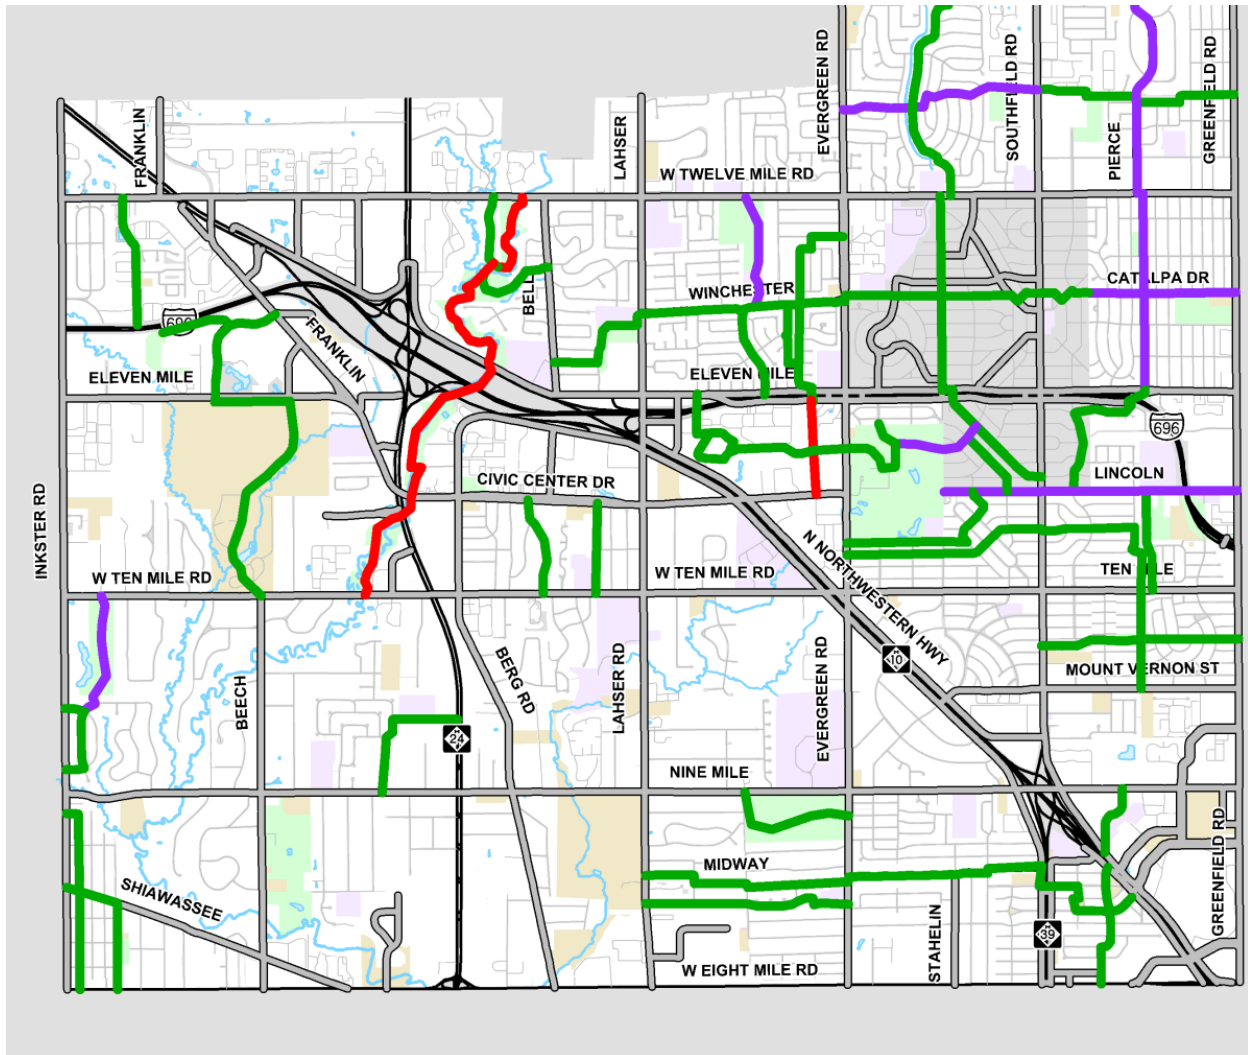 FRANKLIN
LAHSER
EVERGREEN RD
SOUTHFIELD RD
PIERCE
GREENFIELD RD
W TWELVE MILE RD
BELL
WINCHESTER
CATALPA DR
696
FRANKLIN
ELEVEN MILE
ELEVEN MILE
696
INKSTER RD
CIVIC CENTER DR
LINCOLN
W TEN MILE RD
W TEN MILE RD
N NORTHWESTERN HWY
TEN MILE
10
MOUNT VERNON ST
BEECH
BERG RD
LAHSER RD
EVERGREEN RD
24
NINE MILE
MIDWAY
SHIAWASSEE
STAHELIN
39
GREENFIELD RD
W EIGHT MILE RD